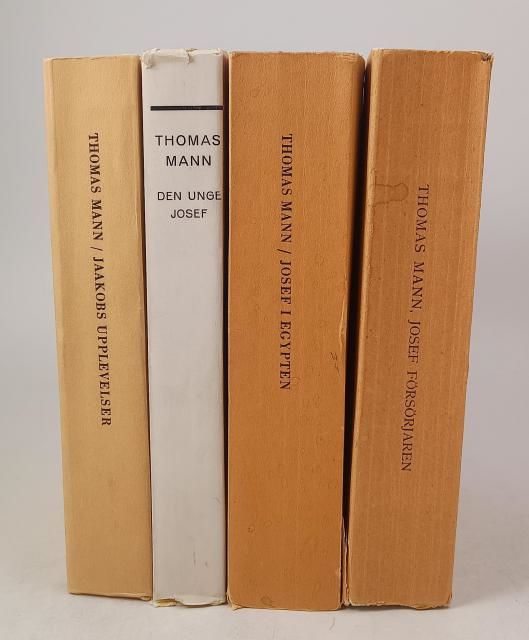 THOMAS MANN / JAAKOBS UPPLEVELSER
THOMAS
MANN
DEN UNGE
JOSEF
THOMAS MANN / JOSEF I EGYPTEN
THOMAS MANN, JOSEF FÖRSÖRJAREN